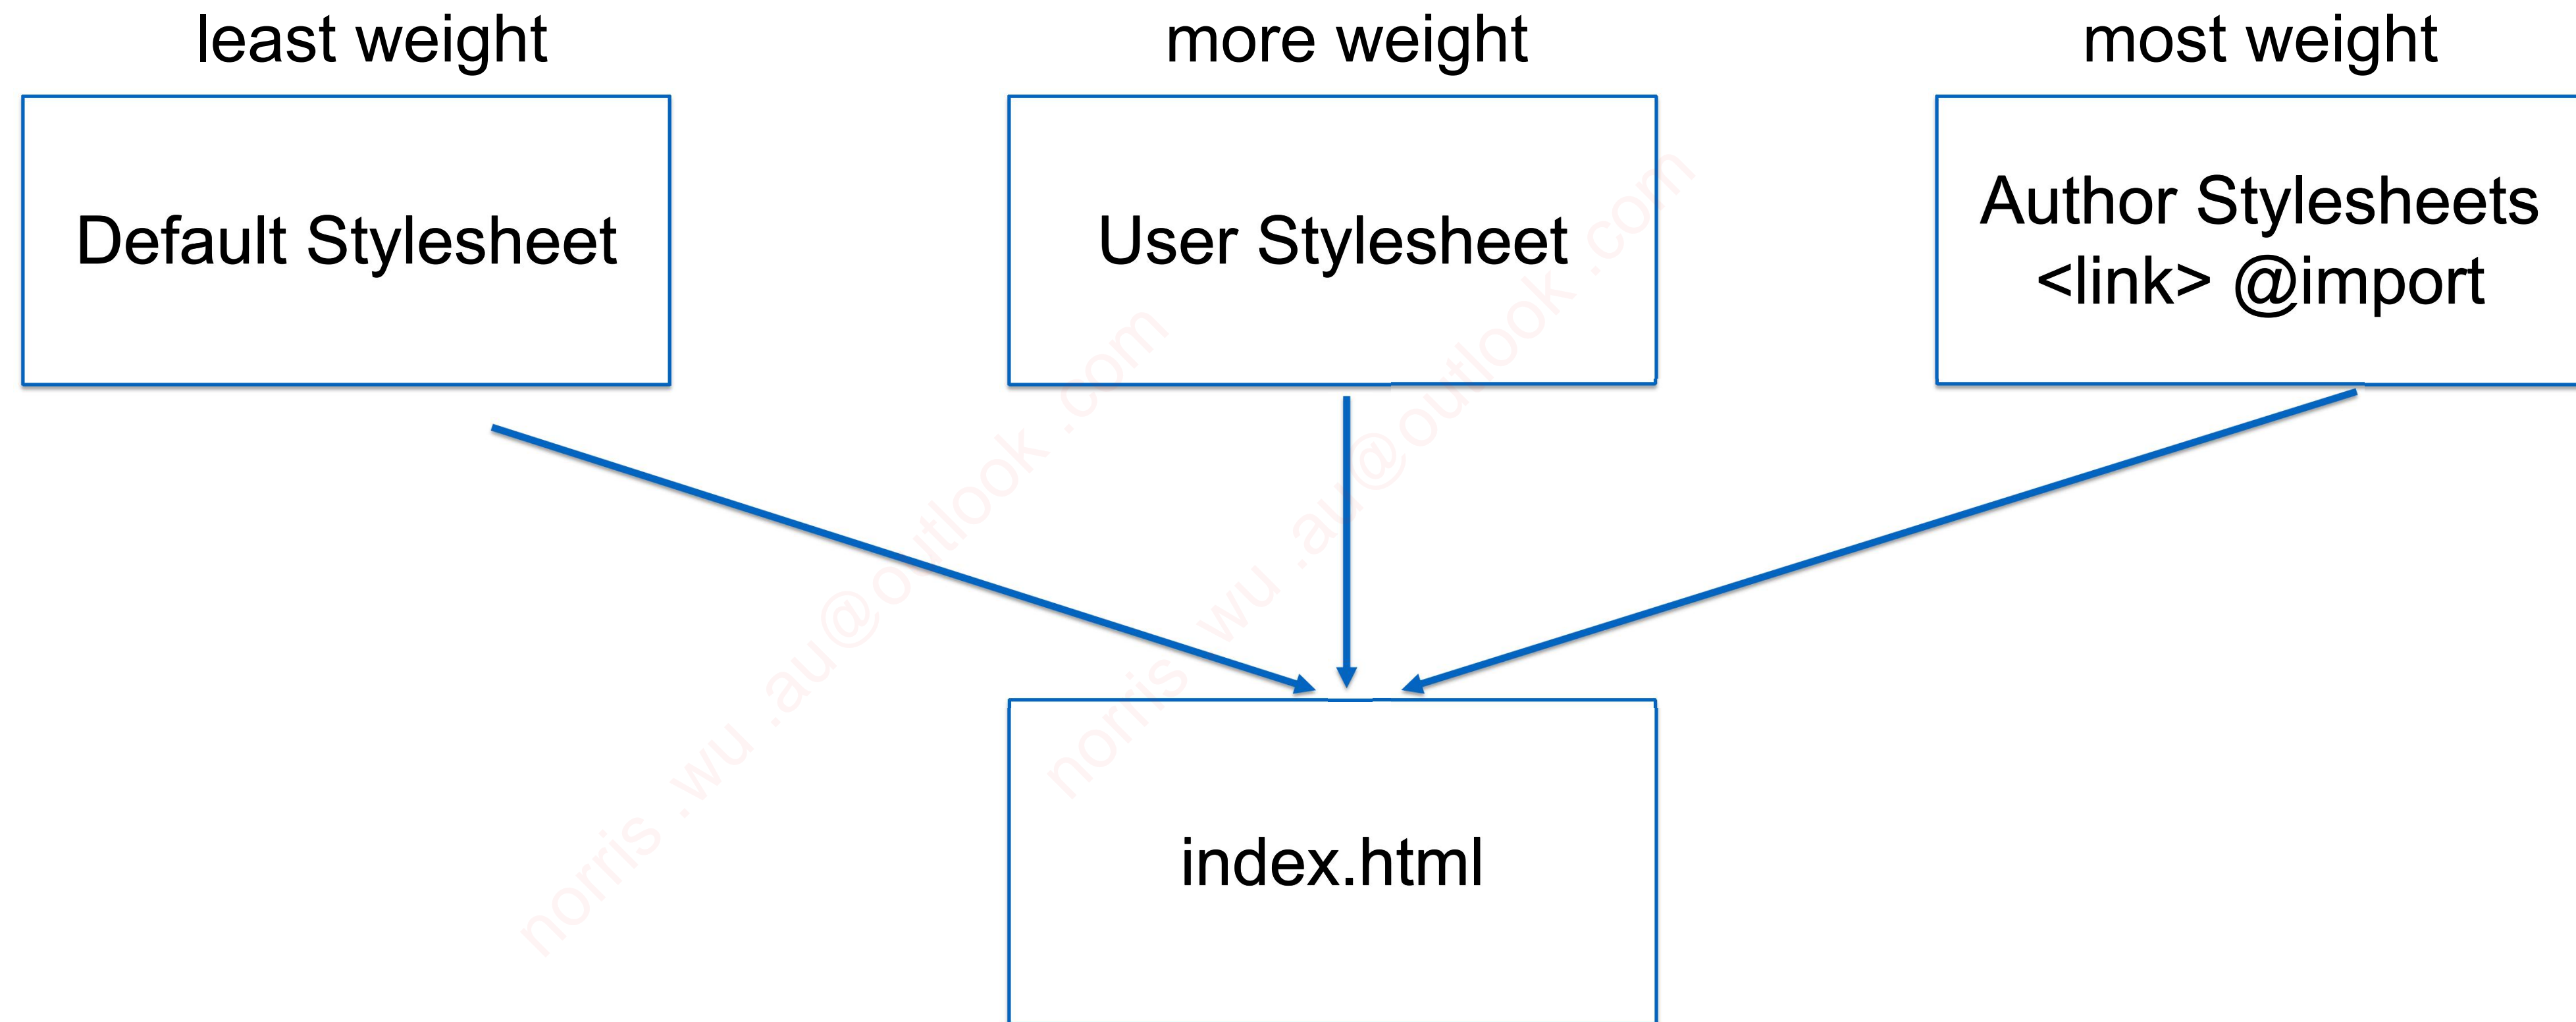 least weight
more weight
most weight
Default Stylesheet
User Stylesheet
Author Stylesheets
<link> @import
index.html
norris .wu .au@outlook .com
norris .wu .au@outlook .com